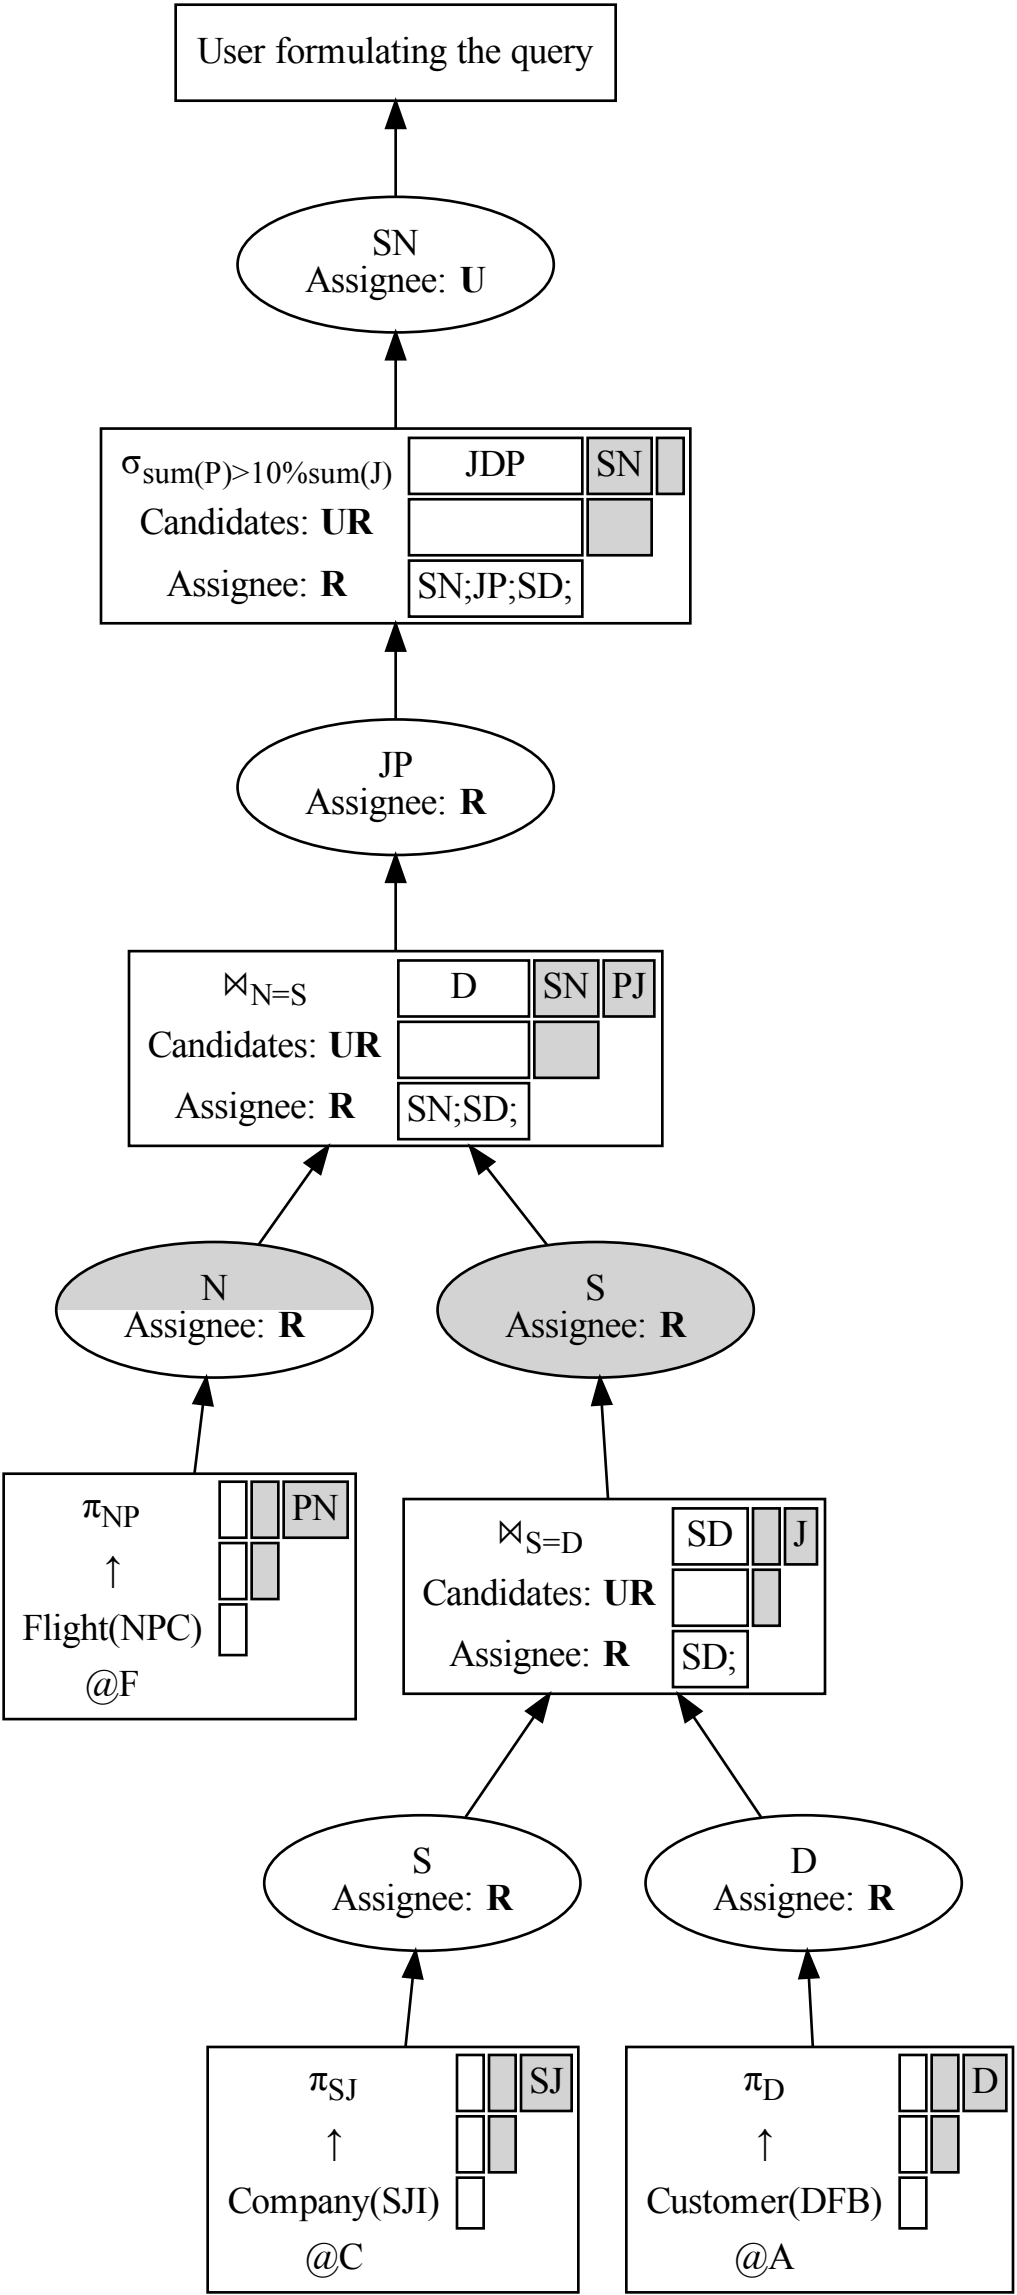 User formulating the query
SN
Assignee: U
σsum(P)>10%sum(J) JDP SN
Candidates: UR
Assignee: R SN;JP;SD;
JP
Assignee: R
⋈N=S D SN PJ
Candidates: UR
Assignee: R SN;SD;
N
Assignee: R
S
Assignee: R
πNP PN
↑
Flight(NPC)
@F
⋈S=D SD J
Candidates: UR
Assignee: R SD;
S
Assignee: R
D
Assignee: R
πSJ SJ
↑
Company(SJI)
@C
πD D
↑
Customer(DFB)
@A